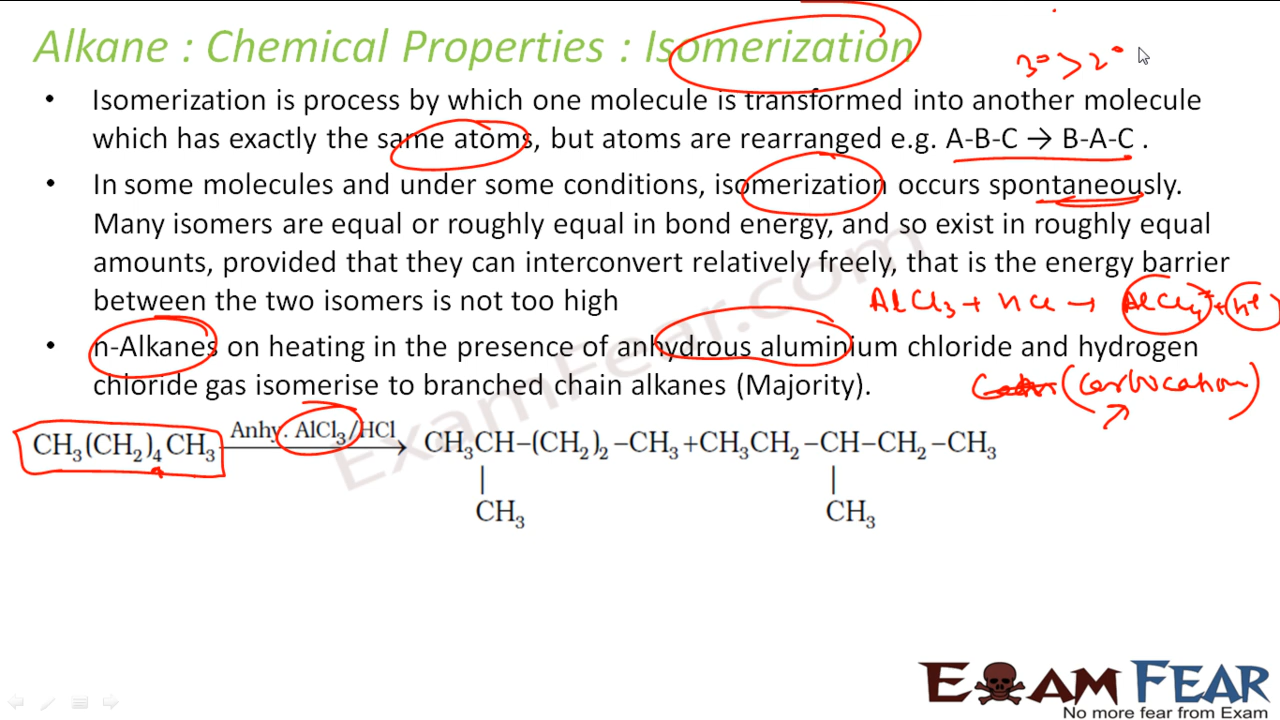 Alkane : Chemical Properties : Isomerization
3° > 2°
• Isomerization is process by which one molecule is transformed into another molecule
which has exactly the same atoms, but atoms are rearranged e.g. A-B-C → B-A-C .
• In some molecules and under some conditions, isomerization occurs spontaneously.
Many isomers are equal or roughly equal in bond energy, and so exist in roughly equal
amounts, provided that they can interconvert relatively freely, that is the energy barrier
between the two isomers is not too high
AlCl₃ + HCl → AlCl₄⁻ + H⁺
• n-Alkanes on heating in the presence of anhydrous aluminium chloride and hydrogen
chloride gas isomerise to branched chain alkanes (Majority).
(Carbocation)
CH₃(CH₂)₄CH₃ Anhy. AlCl₃/HCl → CH₃CH–(CH₂)₂–CH₃+CH₃CH₂–CH–CH₂–CH₃
| |
CH₃ CH₃
ExamFear.com
EXAM FEAR
No more fear from Exam